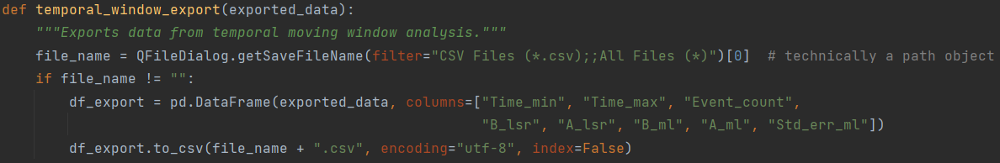 def temporal_window_export(exported_data):
    """Exports data from temporal moving window analysis."""
    file_name = QFileDialog.getSaveFileName(filter="CSV Files (*.csv);;All Files (*)")[0]  # technically a path object
    if file_name != "":
        df_export = pd.DataFrame(exported_data, columns=["Time_min", "Time_max", "Event_count",
                                                         "B_lsr", "A_lsr", "B_ml", "A_ml", "Std_err_ml"])
        df_export.to_csv(file_name + ".csv", encoding="utf-8", index=False)